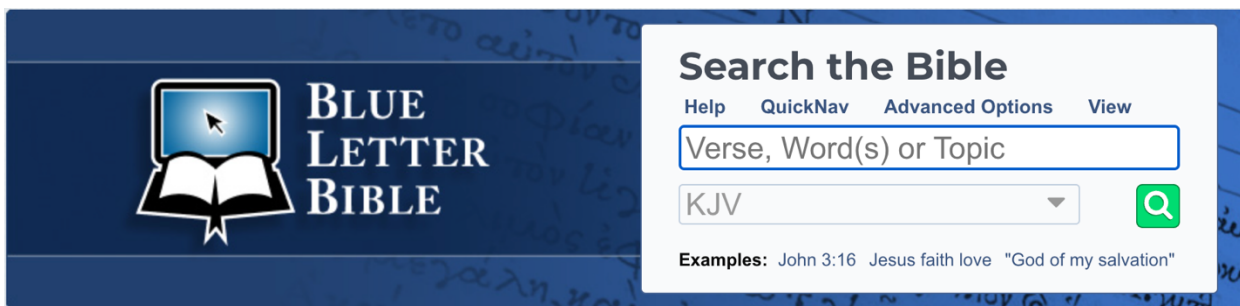 BLUE
LETTER
BIBLE
Search the Bible
Help QuickNav Advanced Options View
Verse, Word(s) or Topic
KJV
Examples: John 3:16 Jesus faith love "God of my salvation"